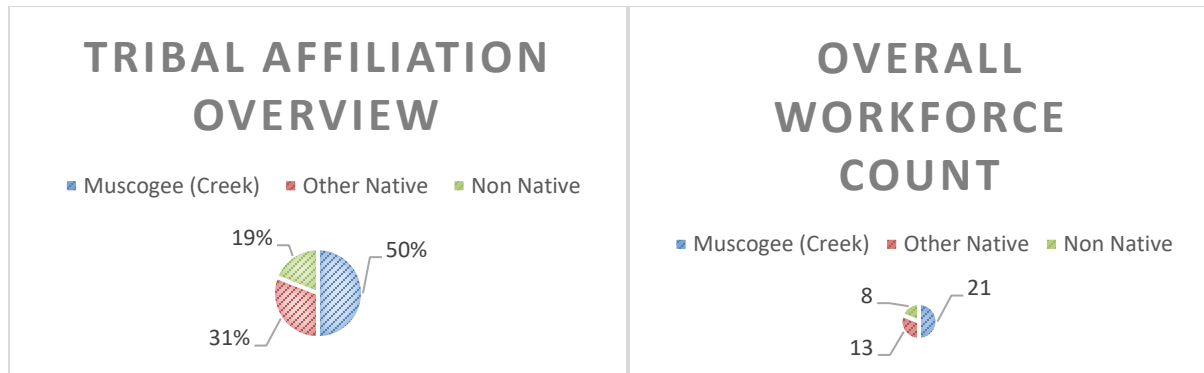 TRIBAL AFFILIATION
OVERVIEW
Muscogee (Creek) Other Native Non Native
19%
50%
31%
OVERALL
WORKFORCE
COUNT
Muscogee (Creek) Other Native Non Native
8
21
13